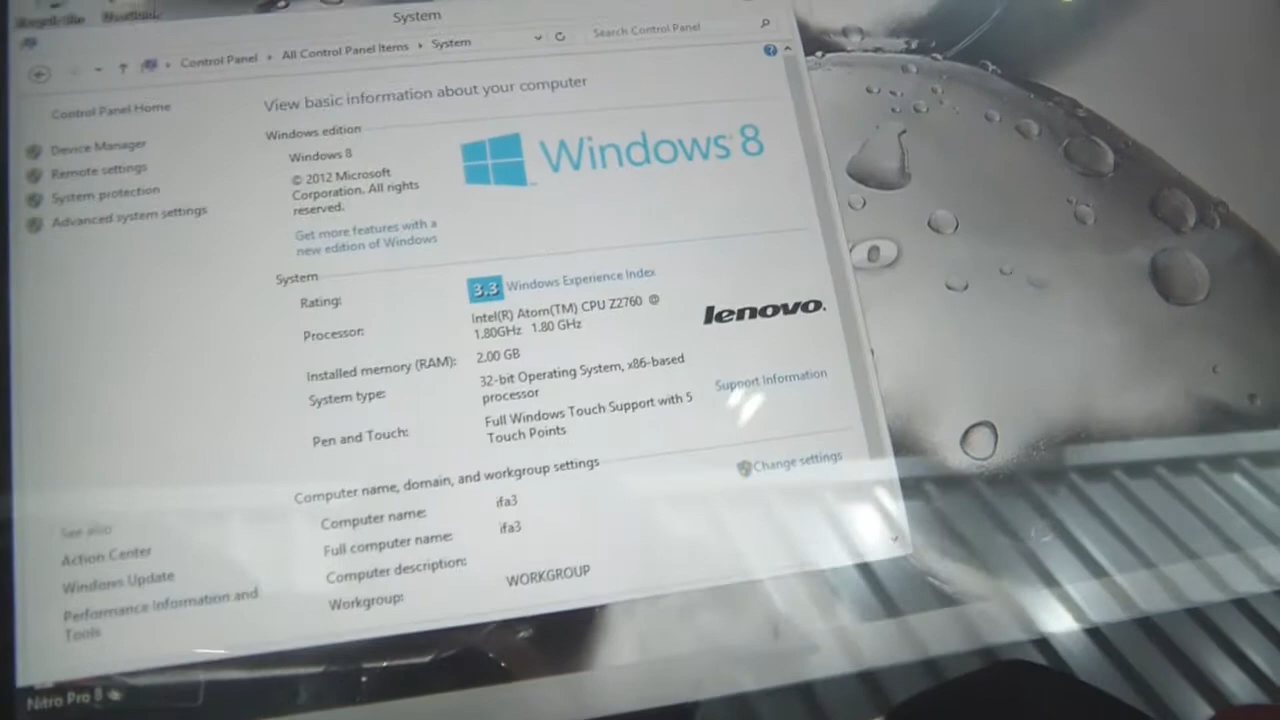 System
Control Panel › All Control Panel Items › System
Search Control Panel
Control Panel Home
Device Manager
Remote settings
System protection
Advanced system settings
View basic information about your computer
Windows edition
Windows 8
© 2012 Microsoft
Corporation. All rights
reserved.
Get more features with a
new edition of Windows
Windows 8
System
Rating:
3.3 Windows Experience Index
Processor:
Intel(R) Atom(TM) CPU Z2760 @
1.80GHz 1.80 GHz
Installed memory (RAM):
2.00 GB
System type:
32-bit Operating System, x86-based
processor
Pen and Touch:
Full Windows Touch Support with 5
Touch Points
lenovo.
Support Information
Computer name, domain, and workgroup settings
Computer name:
ifa3
Change settings
Full computer name:
ifa3
Computer description:
Workgroup:
WORKGROUP
See also
Action Center
Windows Update
Performance Information and
Tools
Nitro Pro 8